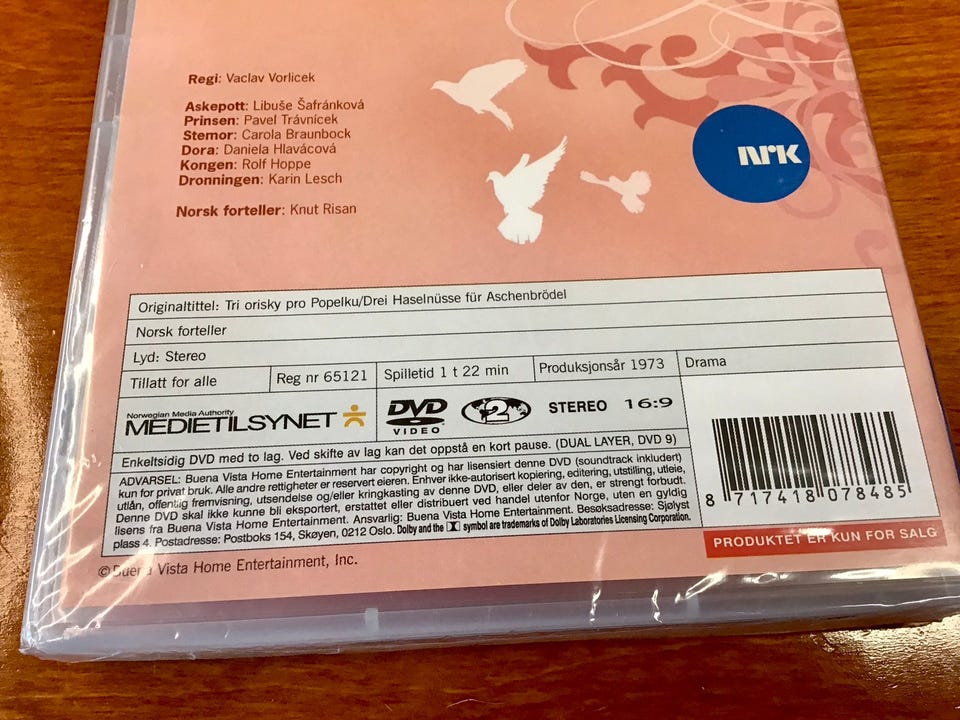 Regi: Vaclav Vorlicek
Askepott: Libuše Šafránková
Prinsen: Pavel Trávnícek
Stemor: Carola Braunbock
Dora: Daniela Hlavácová
Kongen: Rolf Hoppe
Dronningen: Karin Lesch
Norsk forteller: Knut Risan
NRK
Originaltittel: Tri orisky pro Popelku/Drei Haselnüsse für Aschenbrödel
Norsk forteller
Lyd: Stereo
Tillatt for alle Reg nr 65121 Spilletid 1 t 22 min Produksjonsår 1973 Drama
Norwegian Media Authority
MEDIETILSYNET DVD VIDEO 2 STEREO 16:9
Enkeltsidig DVD med to lag. Ved skifte av lag kan det oppstå en kort pause. (DUAL LAYER, DVD 9)
ADVARSEL: Buena Vista Home Entertainment har copyright og har lisensiert denne DVD (soundtrack inkludert)
kun for privat bruk. Alle andre rettigheter er reservert eieren. Enhver ikke-autorisert kopiering, editering, utstilling, utleie,
utlån, offentlig fremvisning, utsendelse og/eller kringkasting av denne DVD, eller deler av den, er strengt forbudt.
Denne DVD skal ikke kunne bli eksportert, erstattet eller distribuert ved handel utenfor Norge, uten en gyldig
lisens fra Buena Vista Home Entertainment. Ansvarlig: Buena Vista Home Entertainment. Besøksadresse: Sjølyst
plass 4. Postadresse: Postboks 154, Skøyen, 0212 Oslo. Dolby and the symbol are trademarks of Dolby Laboratories Licensing Corporation.
8 717418 078485
PRODUKTET ER KUN FOR SALG
© Buena Vista Home Entertainment, Inc.